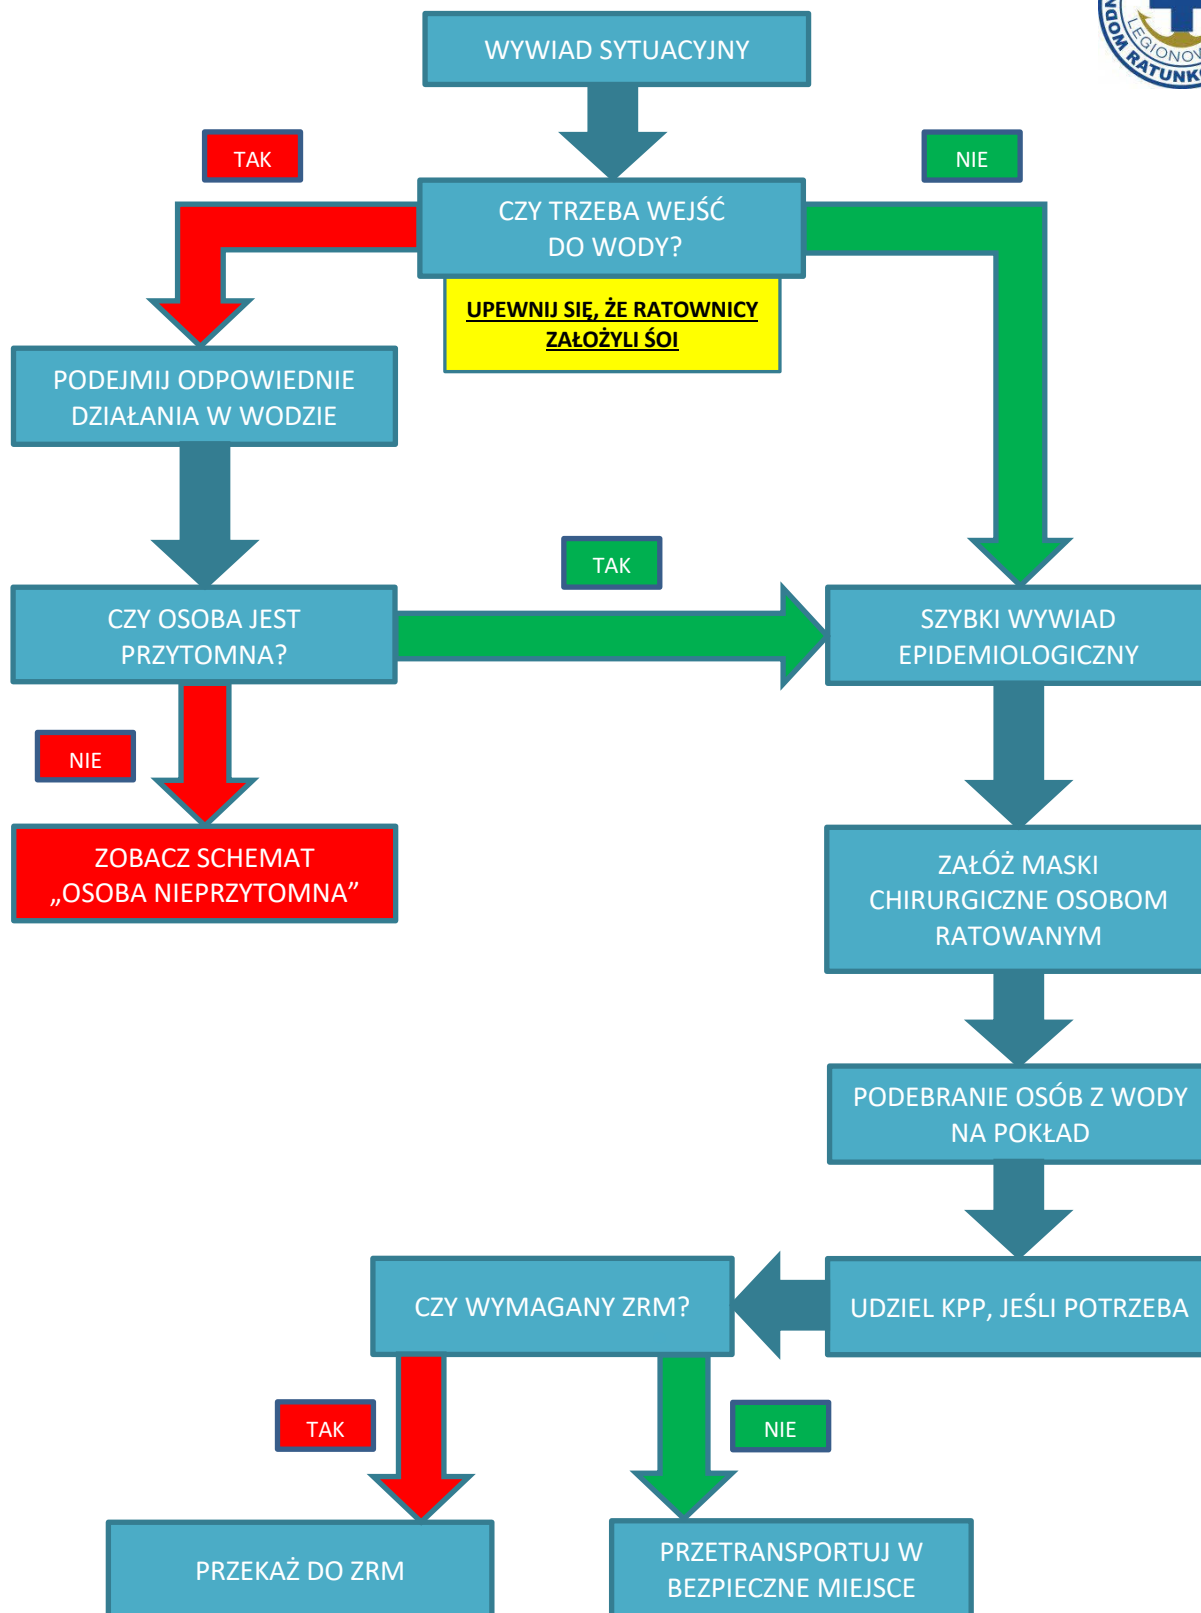 WYWIAD SYTUACYJNY
LEGIONOW
DOM RATUNKO
TAK
NIE
CZY TRZEBA WEJŚĆ
DO WODY?
UPEWNIJ SIĘ, ŻE RATOWNICY
ZAŁOŻYLI ŚOI
PODEJMIJ ODPOWIEDNIE
DZIAŁANIA W WODZIE
TAK
CZY OSOBA JEST
PRZYTOMNA?
SZYBKI WYWIAD
EPIDEMIOLOGICZNY
NIE
ZOBACZ SCHEMAT
„OSOBA NIEPRZYTOMNA”
ZAŁÓŻ MASKI
CHIRURGICZNE OSOBOM
RATOWANYM
PODEBRANIE OSÓB Z WODY
NA POKŁAD
CZY WYMAGANY ZRM?
UDZIEL KPP, JEŚLI POTRZEBA
TAK
NIE
PRZEKAŻ DO ZRM
PRZETRANSPORTUJ W
BEZPIECZNE MIEJSCE